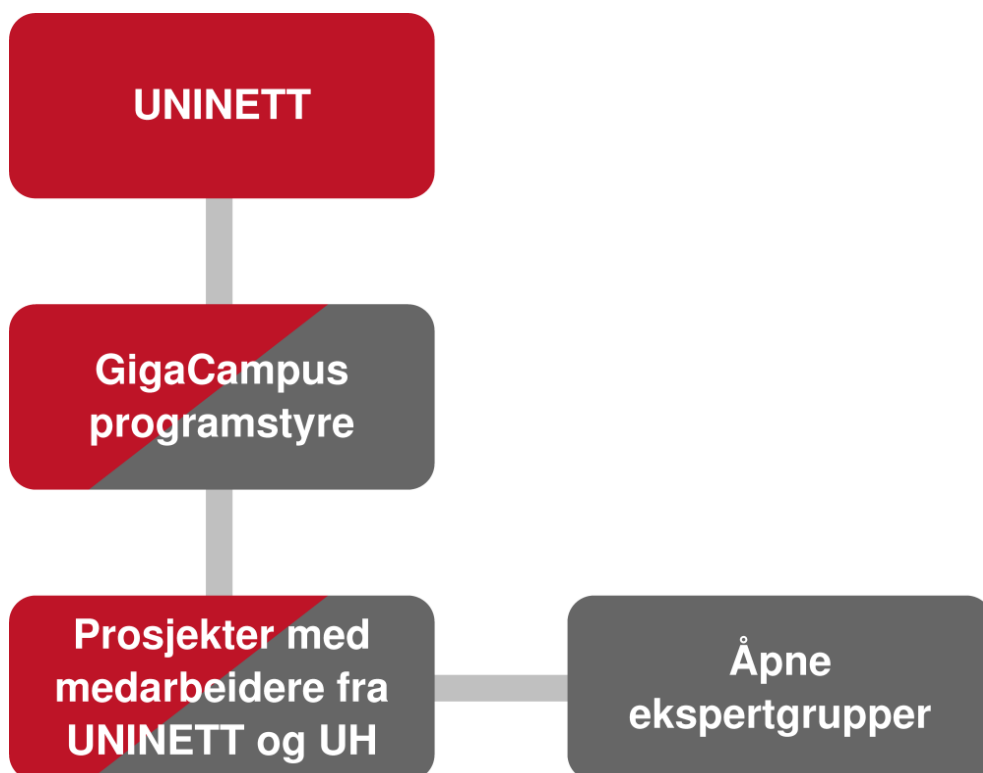 UNINETT
GigaCampus
programstyre
Prosjekter med
medarbeidere fra
UNINETT og UH
Åpne
ekspertgrupper